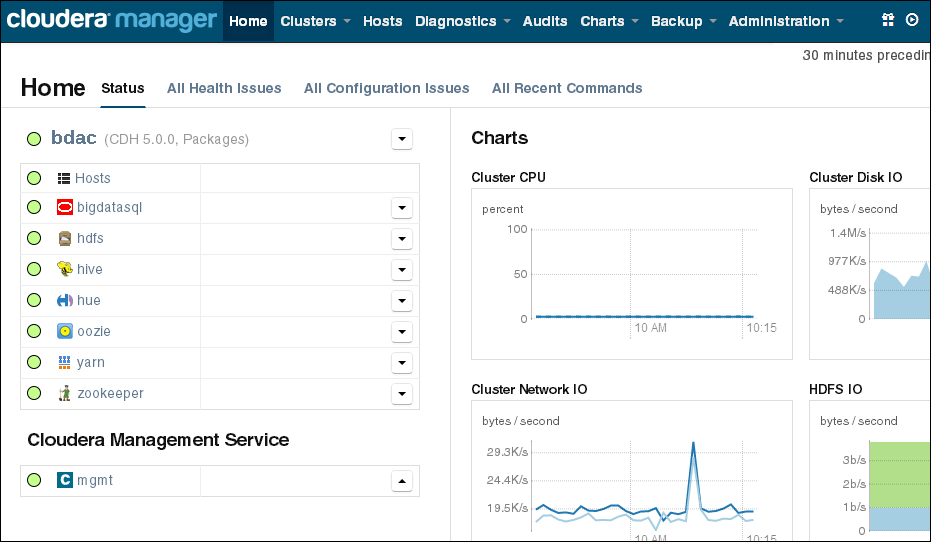 cloudera manager Home Clusters Hosts Diagnostics Audits Charts Backup Administration
30 minutes precedin
Home Status All Health Issues All Configuration Issues All Recent Commands
bdac (CDH 5.0.0, Packages)
Hosts
bigdatasql
hdfs
hive
hue
oozie
yarn
zookeeper
Cloudera Management Service
C mgmt
Charts
Cluster CPU
percent
100
50
0
10 AM 10:15
Cluster Disk IO
bytes / second
1.4M/s
977K/s
488K/s
0
Cluster Network IO
bytes / second
29.3K/s
24.4K/s
19.5K/s
10 AM 10:15
HDFS IO
bytes / second
3b/s
2b/s
1b/s
0